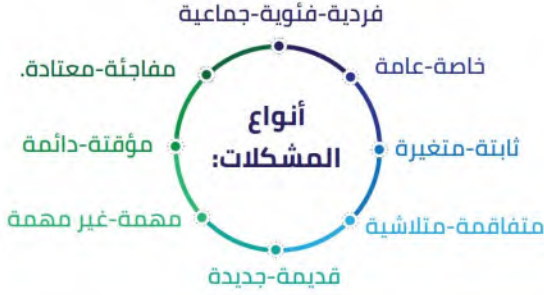 فردية-فئوية-جماعية
خاصة-عامة
ثابتة-متغيرة
متفاقمة-متلاشية
قديمة-جديدة
مهمة-غير مهمة
مؤقتة-دائمة
مفاجئة-معتادة.
أنواع
المشكلات: